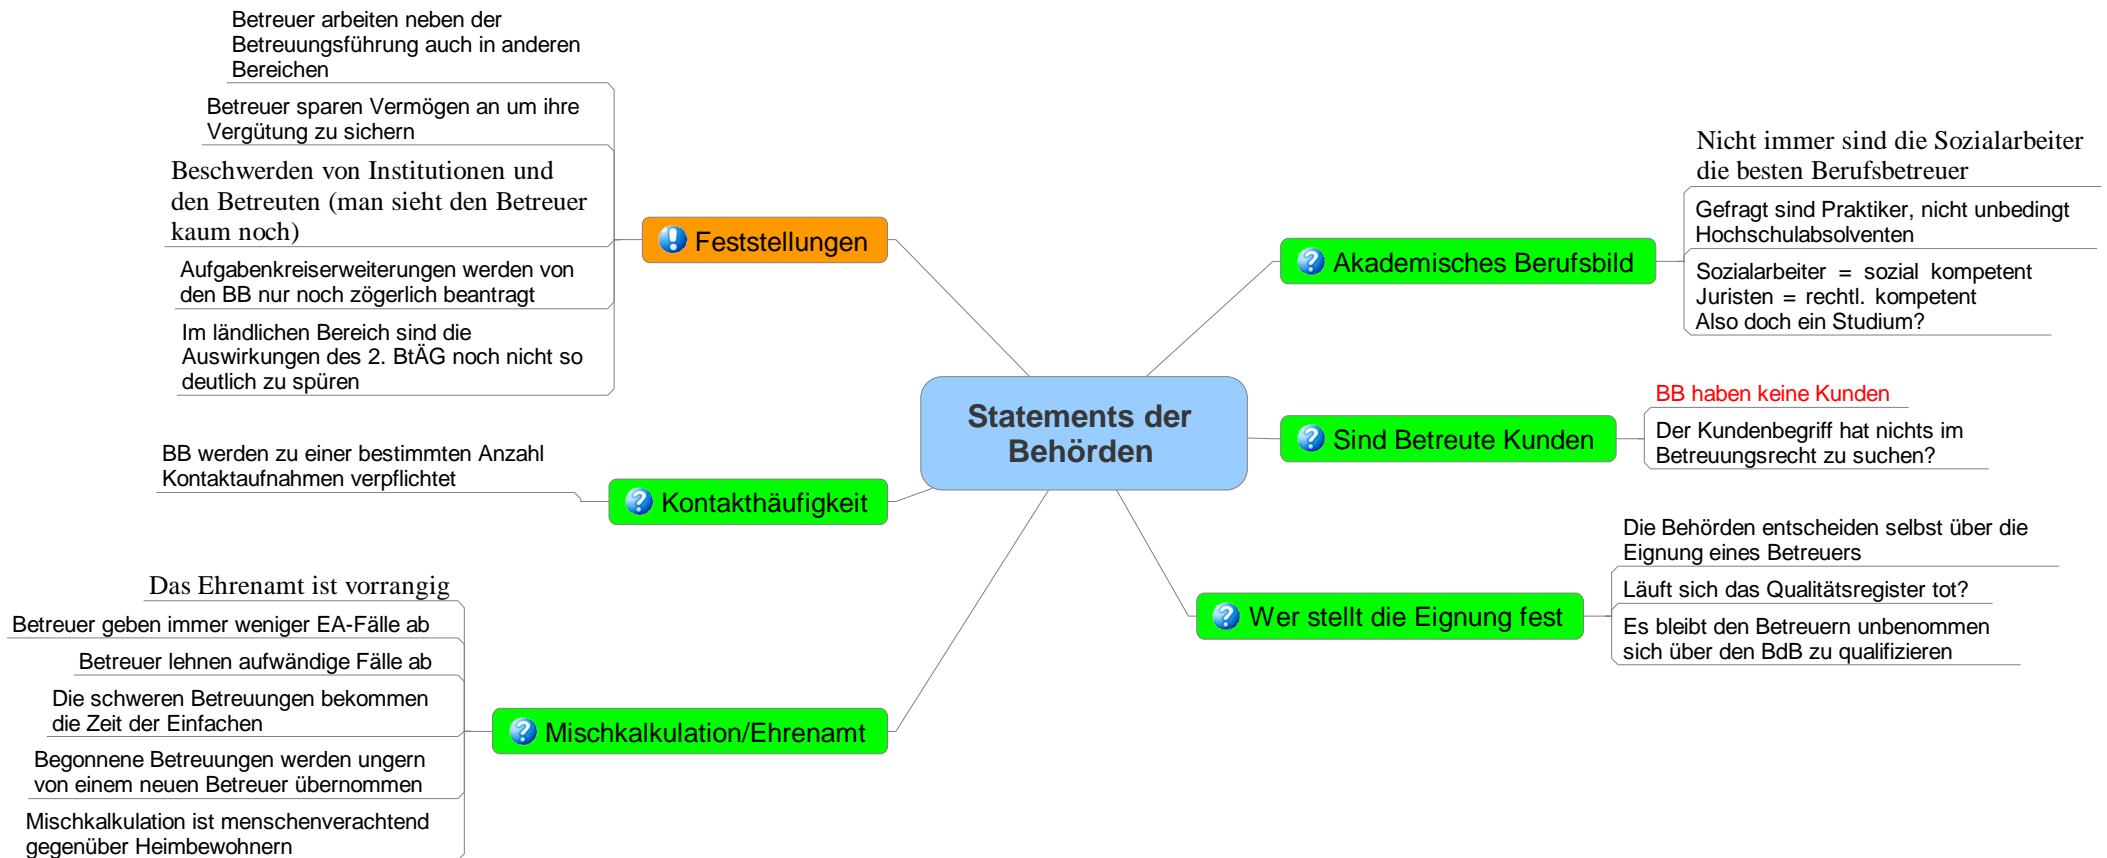 Betreuer arbeiten neben der
Betreuungsführung auch in anderen
Bereichen
Betreuer sparen Vermögen an um ihre
Vergütung zu sichern
Beschwerden von Institutionen und
den Betreuten (man sieht den Betreuer
kaum noch)
Aufgabenkreiserweiterungen werden von
den BB nur noch zögerlich beantragt
Im ländlichen Bereich sind die
Auswirkungen des 2. BtÄG noch nicht so
deutlich zu spüren
Feststellungen
BB werden zu einer bestimmten Anzahl
Kontaktaufnahmen verpflichtet
Kontakthäufigkeit
Das Ehrenamt ist vorrangig
Betreuer geben immer weniger EA-Fälle ab
Betreuer lehnen aufwändige Fälle ab
Die schweren Betreuungen bekommen
die Zeit der Einfachen
Begonnene Betreuungen werden ungern
von einem neuen Betreuer übernommen
Mischkalkulation ist menschenverachtend
gegenüber Heimbewohnern
Mischkalkulation/Ehrenamt
Statements der
Behörden
Akademisches Berufsbild
Nicht immer sind die Sozialarbeiter
die besten Berufsbetreuer
Gefragt sind Praktiker, nicht unbedingt
Hochschulabsolventen
Sozialarbeiter = sozial kompetent
Juristen = rechtl. kompetent
Also doch ein Studium?
Sind Betreute Kunden
BB haben keine Kunden
Der Kundenbegriff hat nichts im
Betreuungsrecht zu suchen?
Wer stellt die Eignung fest
Die Behörden entscheiden selbst über die
Eignung eines Betreuers
Läuft sich das Qualitätsregister tot?
Es bleibt den Betreuern unbenommen
sich über den BdB zu qualifizieren